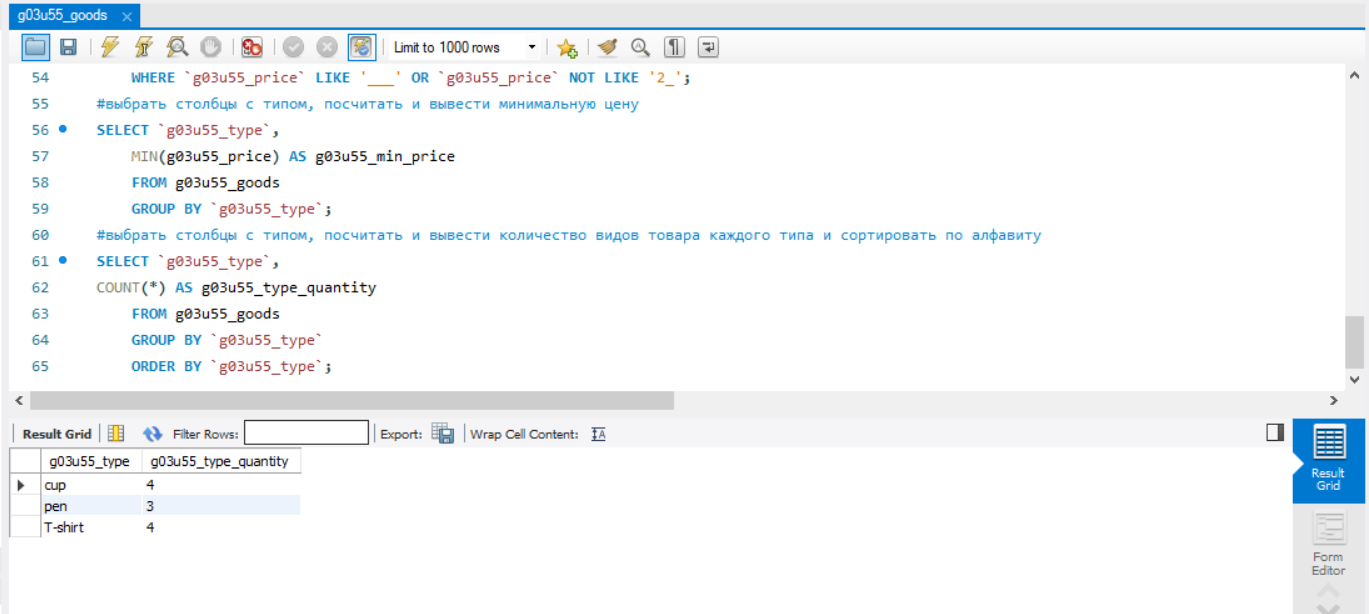 g03u55_goods ×
Limit to 1000 rows
54 WHERE `g03u55_price` LIKE '___' OR `g03u55_price` NOT LIKE '2_';
55 #выбрать столбцы с типом, посчитать и вывести минимальную цену
56 SELECT `g03u55_type`,
57 MIN(g03u55_price) AS g03u55_min_price
58 FROM g03u55_goods
59 GROUP BY `g03u55_type`;
60 #выбрать столбцы с типом, посчитать и вывести количество видов товара каждого типа и сортировать по алфавиту
61 SELECT `g03u55_type`,
62 COUNT(*) AS g03u55_type_quantity
63 FROM g03u55_goods
64 GROUP BY `g03u55_type`
65 ORDER BY `g03u55_type`;
Result Grid Filter Rows: Export: Wrap Cell Content:
g03u55_type g03u55_type_quantity
cup 4
pen 3
T-shirt 4
Result
Grid
Form
Editor